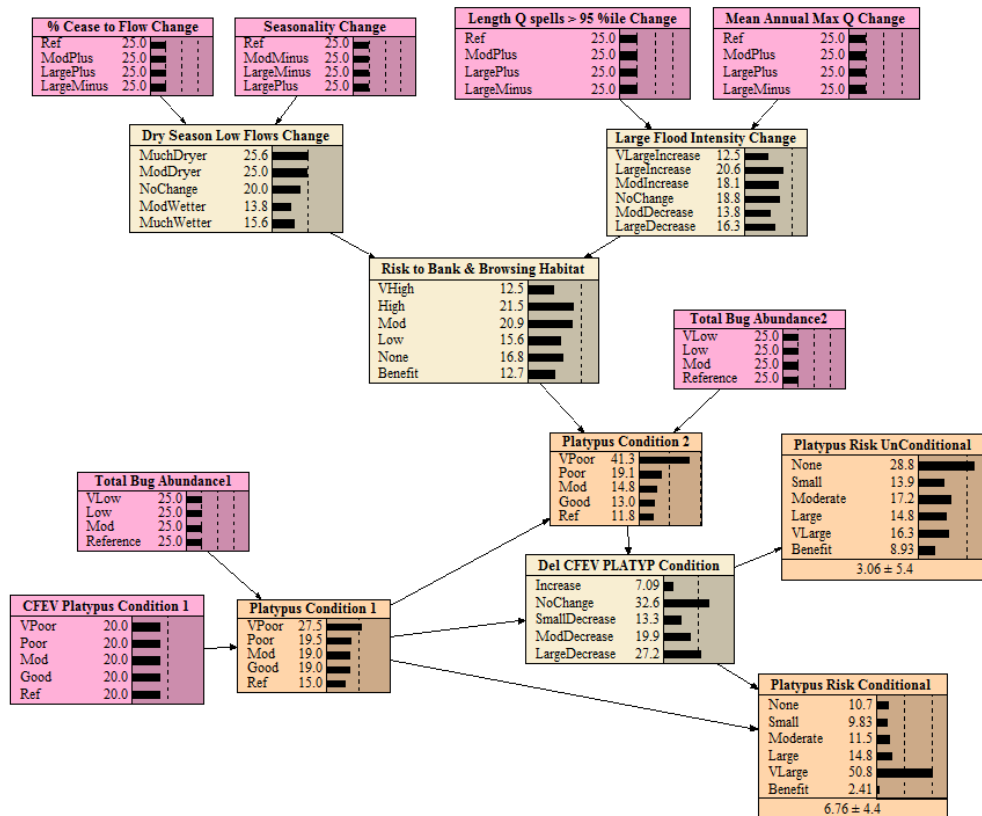 % Cease to Flow Change
Ref 25.0
ModPlus 25.0
LargePlus 25.0
LargeMinus 25.0
Seasonality Change
Ref 25.0
ModMinus 25.0
LargeMinus 25.0
LargePlus 25.0
Length Q spells > 95 %ile Change
Ref 25.0
ModPlus 25.0
LargePlus 25.0
LargeMinus 25.0
Mean Annual Max Q Change
Ref 25.0
ModPlus 25.0
LargePlus 25.0
LargeMinus 25.0
Dry Season Low Flows Change
MuchDryer 25.6
ModDryer 25.0
NoChange 20.0
ModWetter 13.8
MuchWetter 15.6
Large Flood Intensity Change
VLargeIncrease 12.5
LargeIncrease 20.6
ModIncrease 18.1
NoChange 18.8
ModDecrease 13.8
LargeDecrease 16.3
Risk to Bank & Browsing Habitat
VHigh 12.5
High 21.5
Mod 20.9
Low 15.6
None 16.8
Benefit 12.7
Total Bug Abundance2
VLow 25.0
Low 25.0
Mod 25.0
Reference 25.0
Platypus Condition 2
VPoor 41.3
Poor 19.1
Mod 14.8
Good 13.0
Ref 11.8
Platypus Risk UnConditional
None 28.8
Small 13.9
Moderate 17.2
Large 14.8
VLarge 16.3
Benefit 8.93
3.06 ± 5.4
Total Bug Abundance1
VLow 25.0
Low 25.0
Mod 25.0
Reference 25.0
Del CFEV PLATYP Condition
Increase 7.09
NoChange 32.6
SmallDecrease 13.3
ModDecrease 19.9
LargeDecrease 27.2
CFEV Platypus Condition 1
VPoor 20.0
Poor 20.0
Mod 20.0
Good 20.0
Ref 20.0
Platypus Condition 1
VPoor 27.5
Poor 19.5
Mod 19.0
Good 19.0
Ref 15.0
Platypus Risk Conditional
None 10.7
Small 9.83
Moderate 11.5
Large 14.8
VLarge 50.8
Benefit 2.41
6.76 ± 4.4